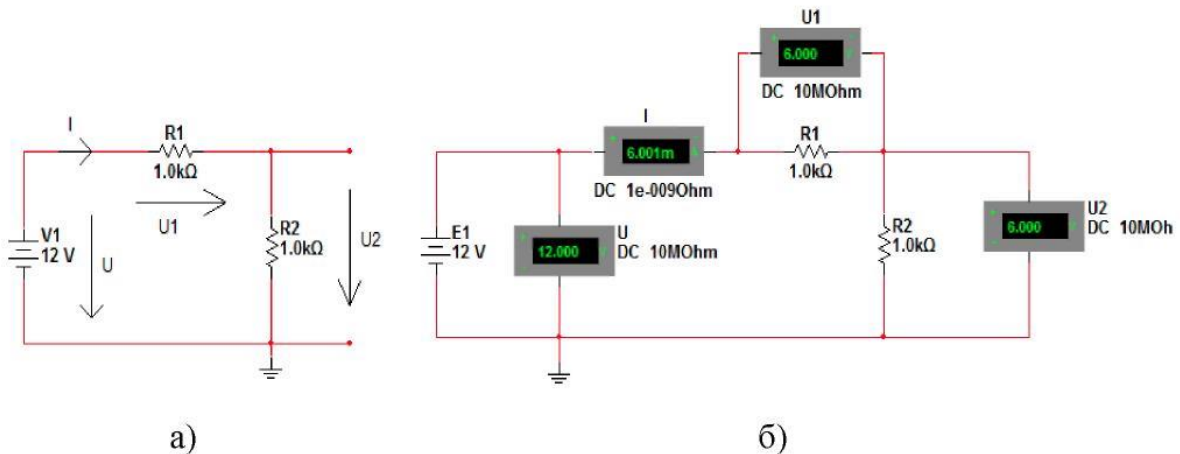 I
R1
1.0kΩ
U1
V1
12 V
U
R2
1.0kΩ
U2
а)
U1
6.000
DC 10MOhm
I
6.001m
DC 1e-009Ohm
R1
1.0kΩ
E1
12 V
12.000
U
DC 10MOhm
R2
1.0kΩ
6.000
U2
DC 10MOh
б)